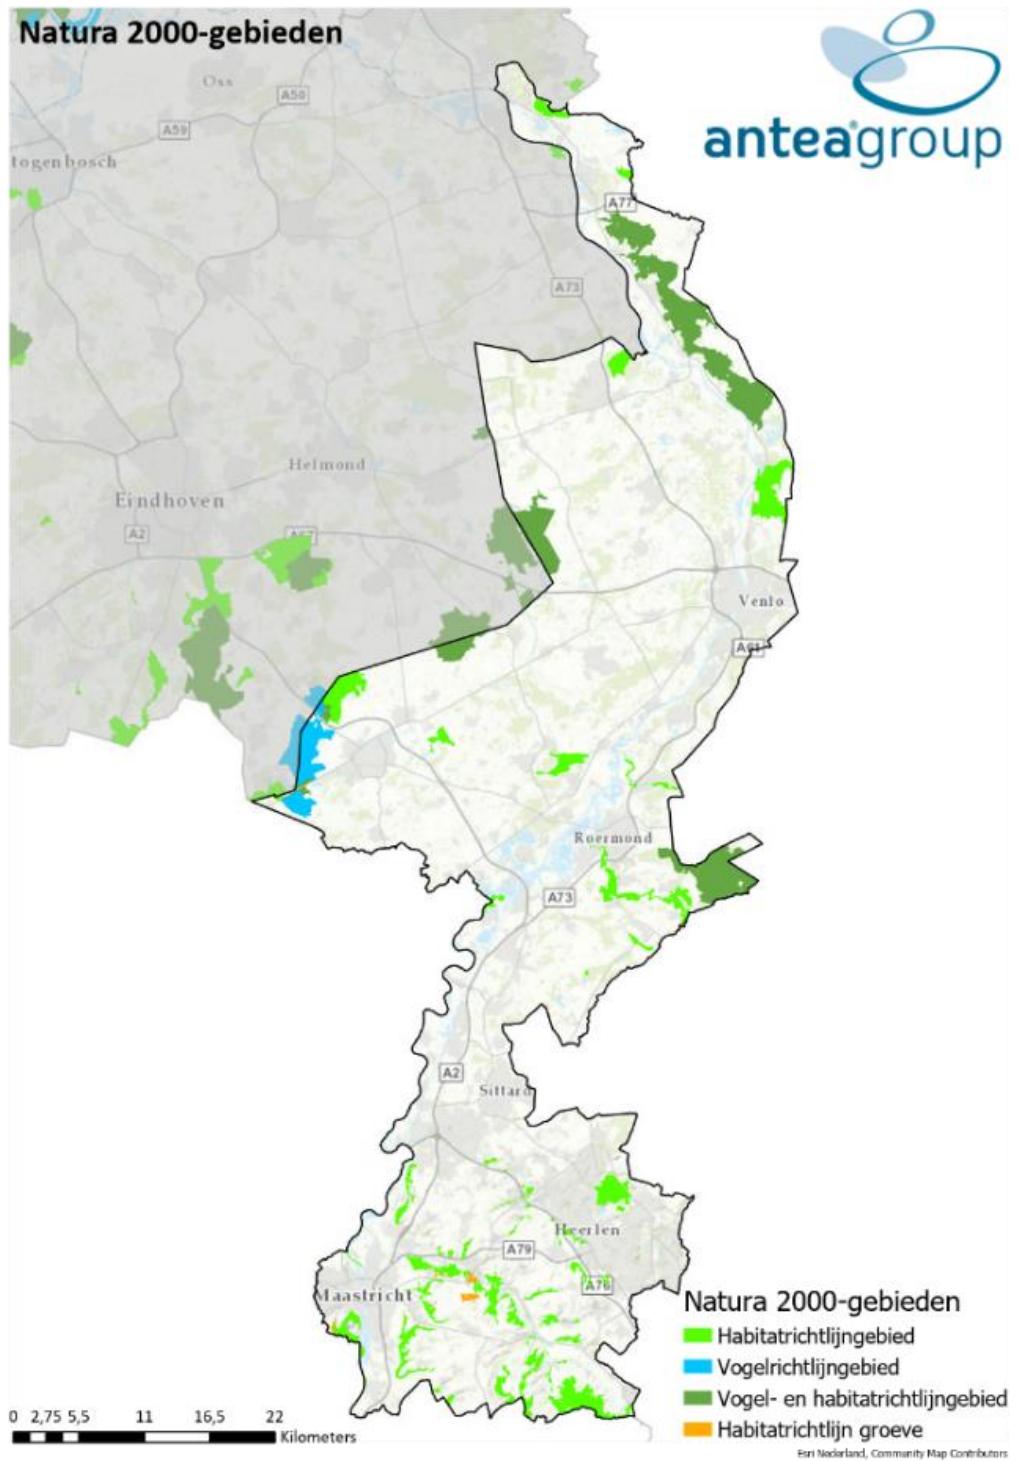 Natura 2000-gebieden
anteagroup
Oss
A50
A59
togenbosch
A77
A73
Helmond
Eindhoven
A2
A67
Venlo
A61
Roermond
A73
A2
Sittard
Heerlen
A79
A76
Maastricht
Natura 2000-gebieden
Habitatrichtlijngebied
Vogelrichtlijngebied
Vogel- en habitatrichtlijngebied
Habitatrichtlijn groeve
0 2,75 5,5 11 16,5 22
Kilometers
Esri Nederland, Community Map Contributors